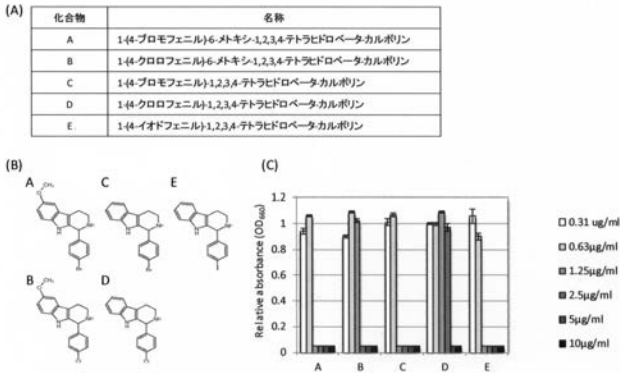 (A)
化合物 名称
A 1-(4-ブロモフェニル)-6-メトキシ-1,2,3,4-テトラヒドロベータ-カルボリン
B 1-(4-クロロフェニル)-6-メトキシ-1,2,3,4-テトラヒドロベータ-カルボリン
C 1-(4-ブロモフェニル)-1,2,3,4-テトラヒドロベータ-カルボリン
D 1-(4-クロロフェニル)-1,2,3,4-テトラヒドロベータ-カルボリン
E 1-(4-イオドフェニル)-1,2,3,4-テトラヒドロベータ-カルボリン
(B)
A C E
B D
(C)
Relative absorbance (OD660)
1.2
1
0.8
0.6
0.4
0.2
0
A B C D E
0.31 ug/ml
0.63μg/ml
1.25μg/ml
2.5μg/ml
5μg/ml
10μg/ml